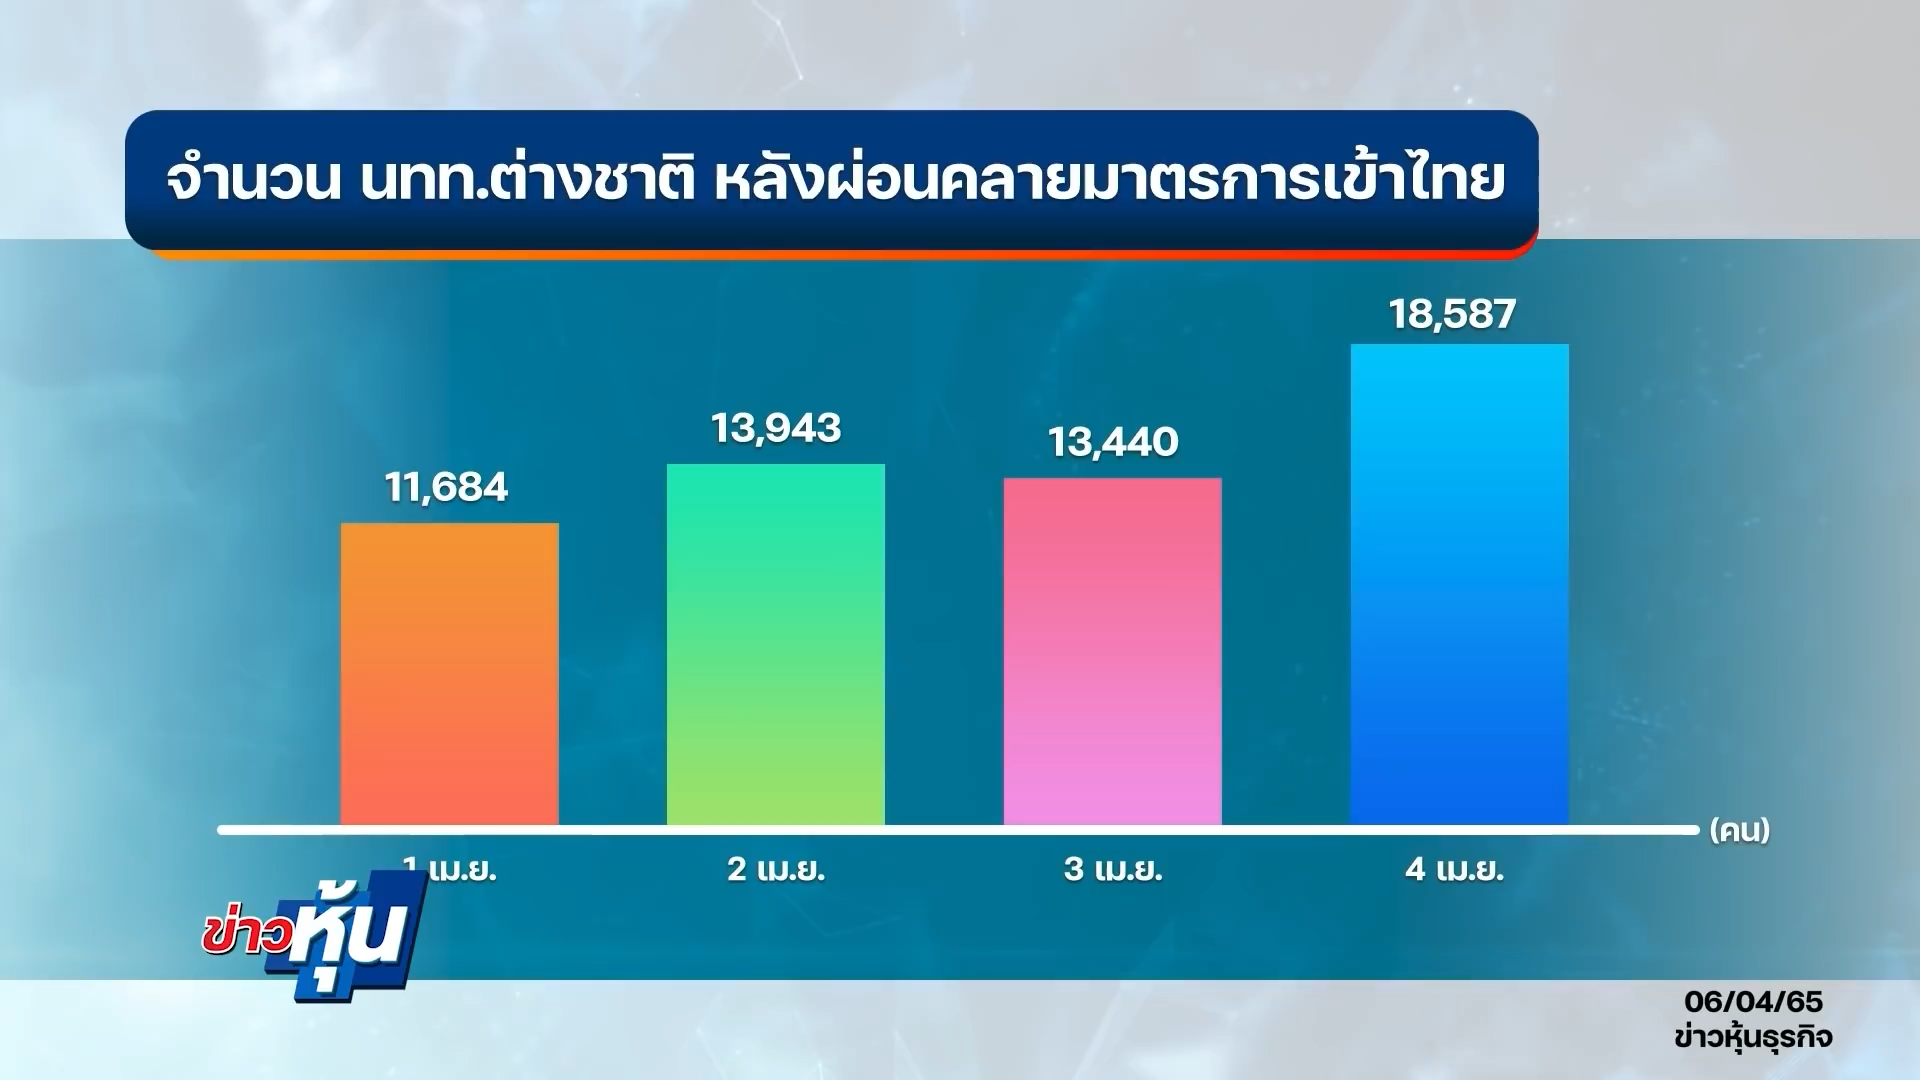 จำนวน นทท.ต่างชาติ หลังผ่อนคลายมาตรการเข้าไทย
11,684
13,943
13,440
18,587
(คน)
1 เม.ย.
2 เม.ย.
3 เม.ย.
4 เม.ย.
ข่าวหุ้น
06/04/65
ข่าวหุ้นธุรกิจ